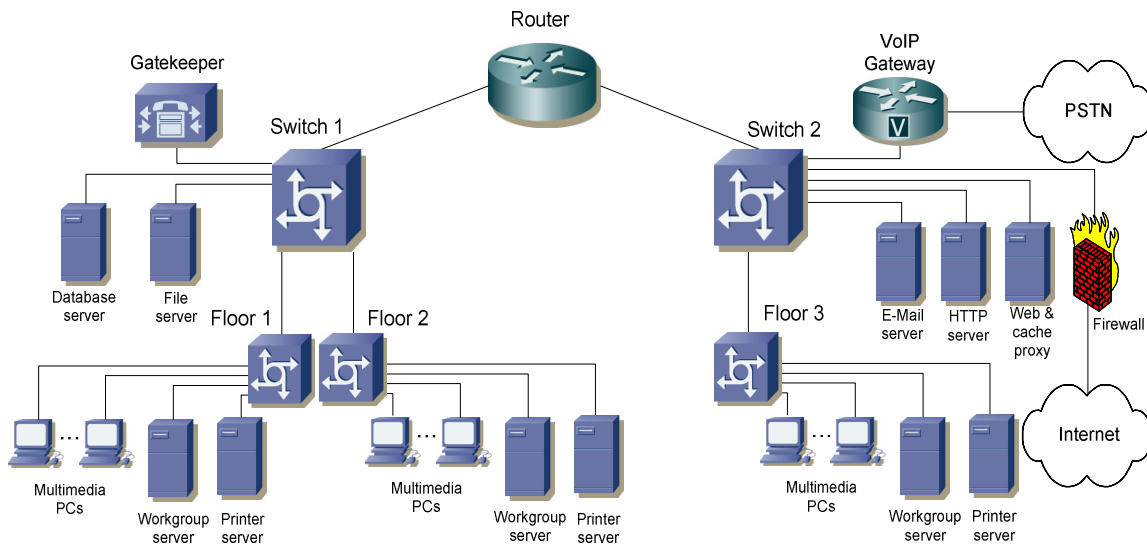 Router
VoIP
Gateway
Gatekeeper
PSTN
Switch 1
Switch 2
V
Database
server
File
server
E-Mail
server
HTTP
server
Web &
cache
proxy
Firewall
Floor 1
Floor 2
Floor 3
Internet
Multimedia
PCs
Workgroup
server
Printer
server
Multimedia
PCs
Workgroup
server
Printer
server
Multimedia
PCs
Workgroup
server
Printer
server